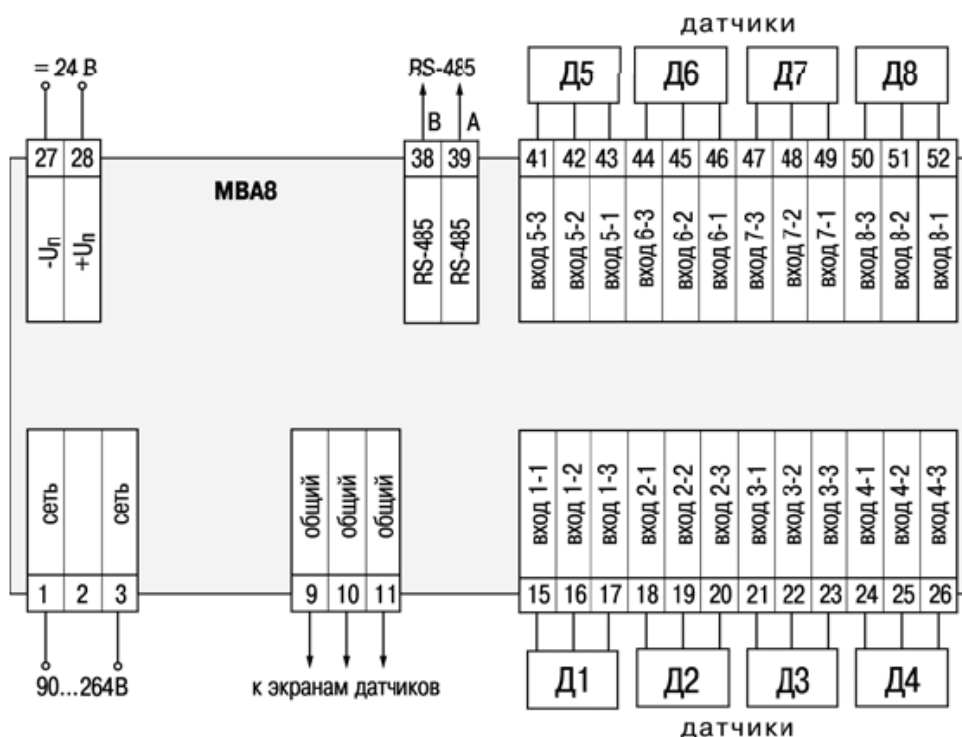 датчики
= 24 В
RS-485
Д5 Д6 Д7 Д8
B A
27 28
38 39
41 42 43 44 45 46 47 48 49 50 51 52
МВА8
-Uп
+Uп
RS-485
RS-485
вход 5-3
вход 5-2
вход 5-1
вход 6-3
вход 6-2
вход 6-1
вход 7-3
вход 7-2
вход 7-1
вход 8-3
вход 8-2
вход 8-1
сеть
сеть
общий
общий
общий
вход 1-1
вход 1-2
вход 1-3
вход 2-1
вход 2-2
вход 2-3
вход 3-1
вход 3-2
вход 3-3
вход 4-1
вход 4-2
вход 4-3
1 2 3
9 10 11
15 16 17 18 19 20 21 22 23 24 25 26
90...264В
к экранам датчиков
Д1 Д2 Д3 Д4
датчики